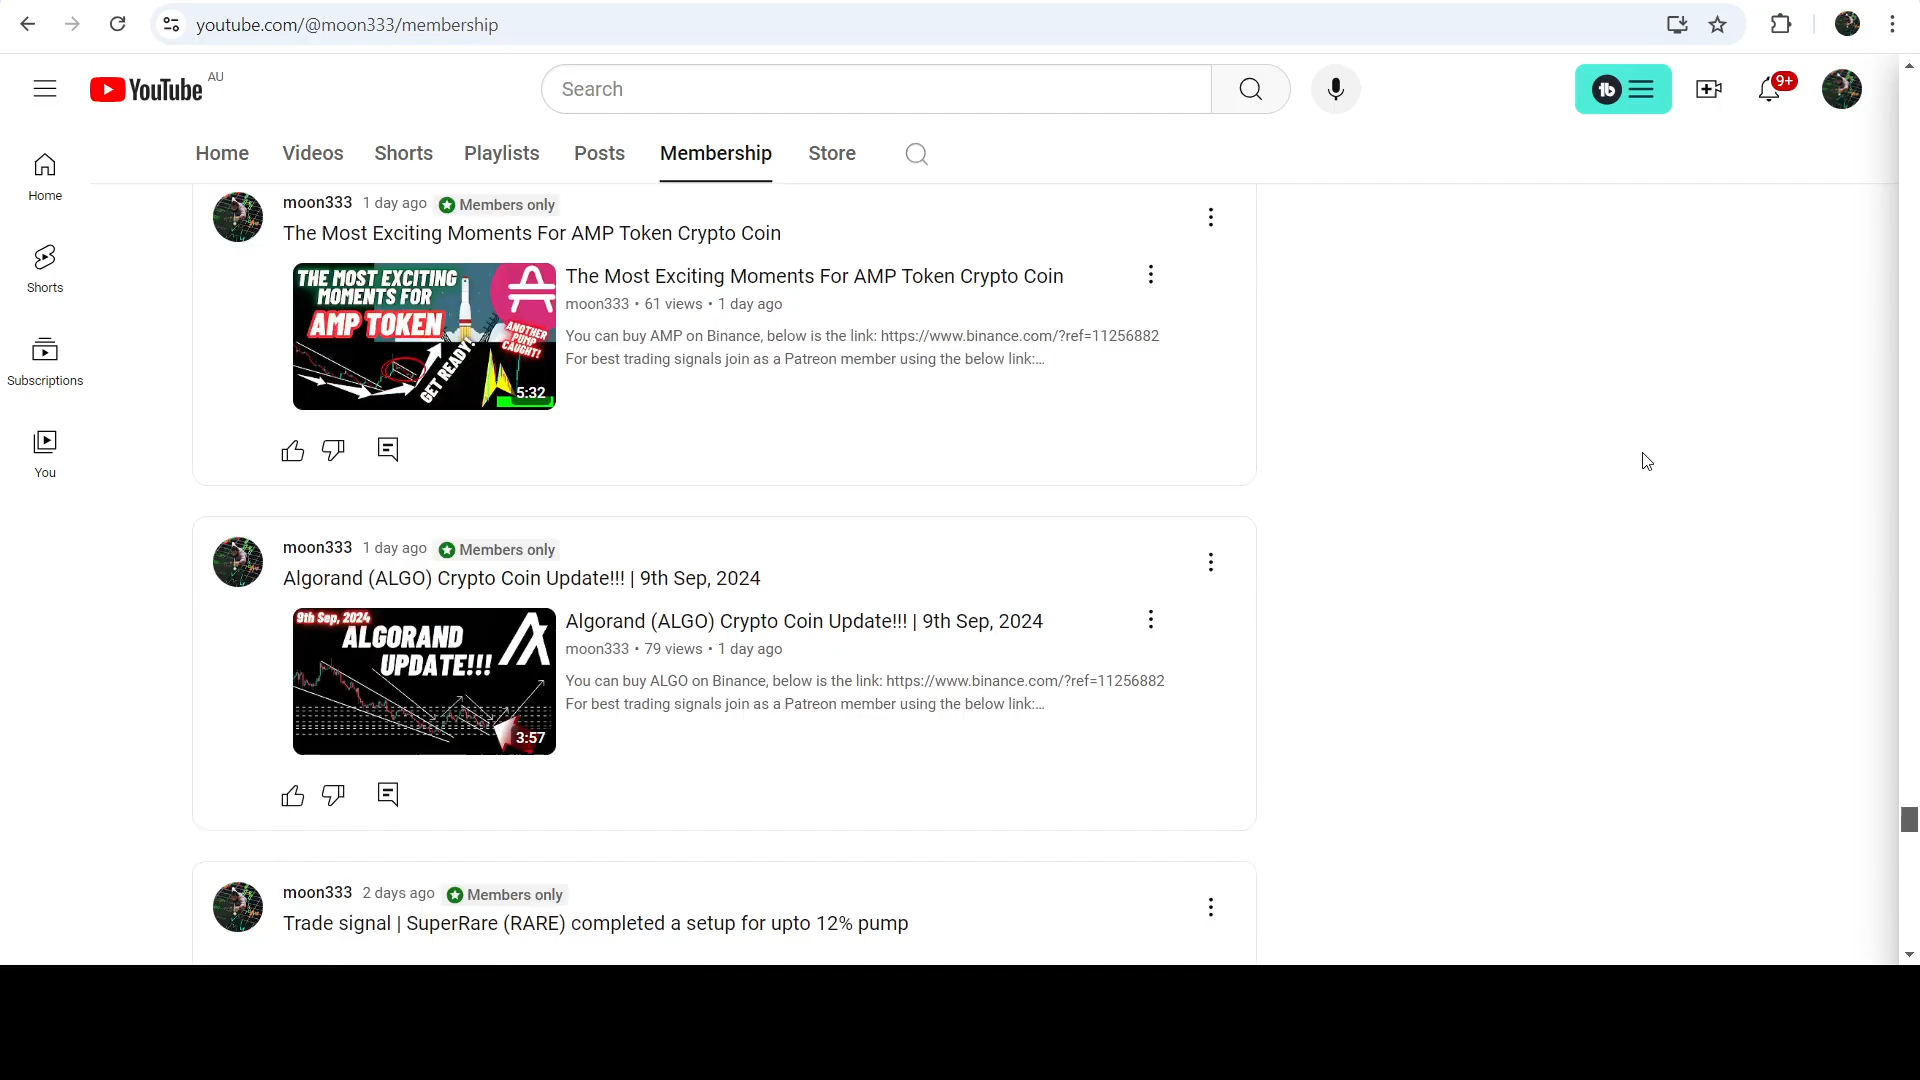 youtube.com/@moon333/membership
YouTube AU
Search
9+
Home
Videos
Shorts
Playlists
Posts
Membership
Store
Home
Shorts
Subscriptions
You
moon333 1 day ago Members only
The Most Exciting Moments For AMP Token Crypto Coin
THE MOST EXCITING
MOMENTS FOR
AMP TOKEN
GET READY!
ANOTHER
PUMP
CAUGHT!
5:32
The Most Exciting Moments For AMP Token Crypto Coin
moon333 • 61 views • 1 day ago
You can buy AMP on Binance, below is the link: https://www.binance.com/?ref=11256882
For best trading signals join as a Patreon member using the below link:...
moon333 1 day ago Members only
Algorand (ALGO) Crypto Coin Update!!! | 9th Sep, 2024
9th Sep, 2024
ALGORAND
UPDATE!!!
3:57
Algorand (ALGO) Crypto Coin Update!!! | 9th Sep, 2024
moon333 • 79 views • 1 day ago
You can buy ALGO on Binance, below is the link: https://www.binance.com/?ref=11256882
For best trading signals join as a Patreon member using the below link:...
moon333 2 days ago Members only
Trade signal | SuperRare (RARE) completed a setup for upto 12% pump